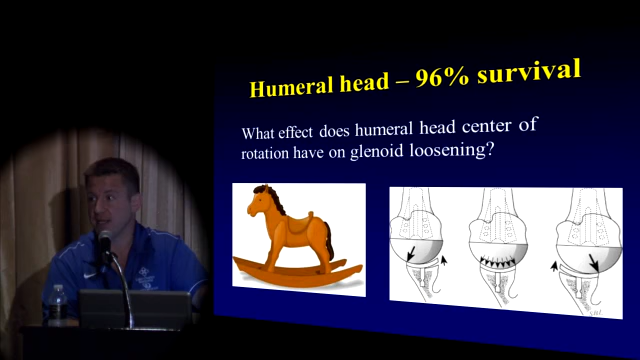 Humeral head – 96% survival
What effect does humeral head center of
rotation have on glenoid loosening?